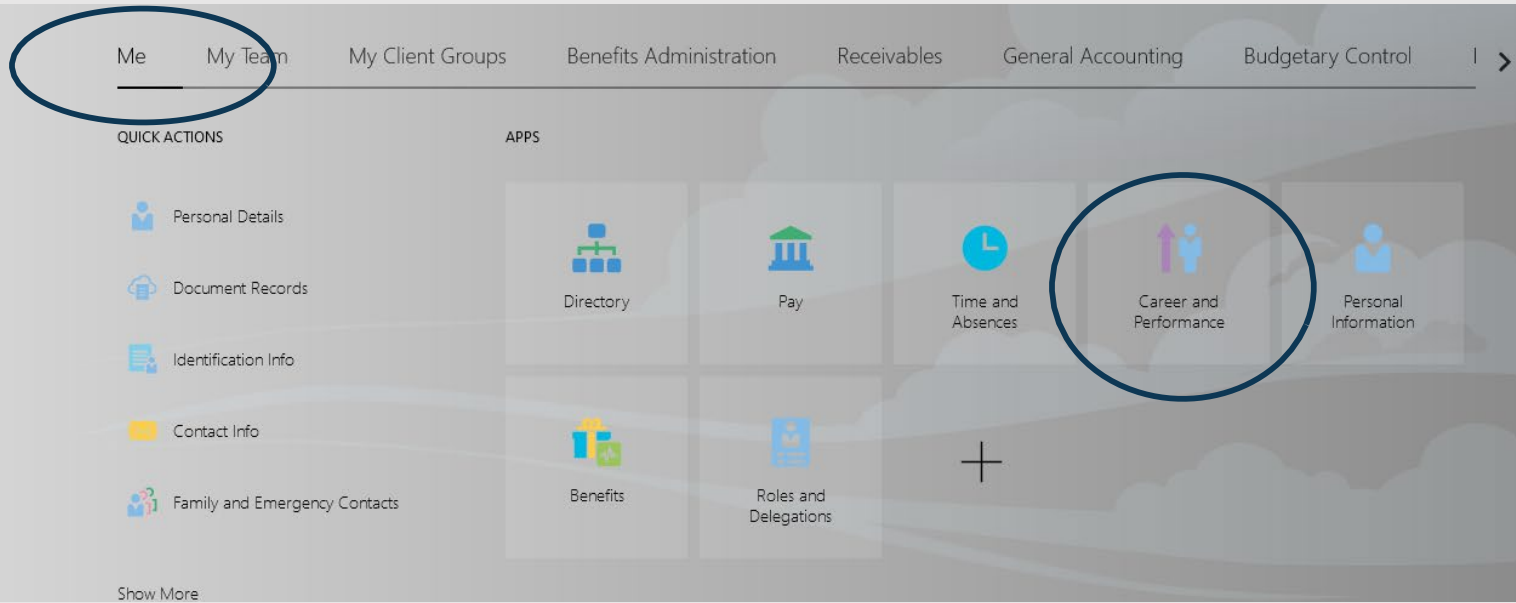 Me My Team My Client Groups Benefits Administration Receivables General Accounting Budgetary Control
QUICK ACTIONS
APPS
Personal Details
Document Records
Identification Info
Contact Info
Family and Emergency Contacts
Show More
Directory
Pay
Time and
Absences
Career and
Performance
Personal
Information
Benefits
Roles and
Delegations